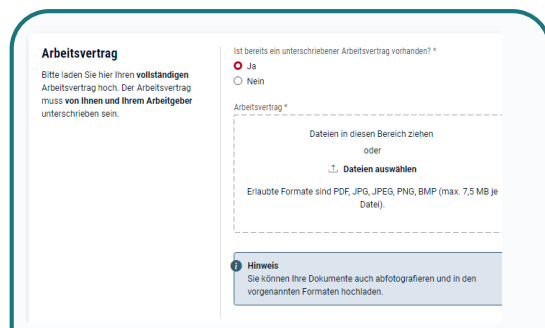 Arbeitsvertrag
Bitte laden Sie hier Ihren vollständigen
Arbeitsvertrag hoch. Der Arbeitsvertrag
muss von Ihnen und Ihrem Arbeitgeber
unterschrieben sein.
Ist bereits ein unterschriebener Arbeitsvertrag vorhanden? *
Ja
Nein
Arbeitsvertrag *
Dateien in diesen Bereich ziehen
oder
Dateien auswählen
Erlaubte Formate sind PDF, JPG, JPEG, PNG, BMP (max. 7,5 MB je
Datei).
Hinweis
Sie können Ihre Dokumente auch abfotografieren und in den
vorgenannten Formaten hochladen.